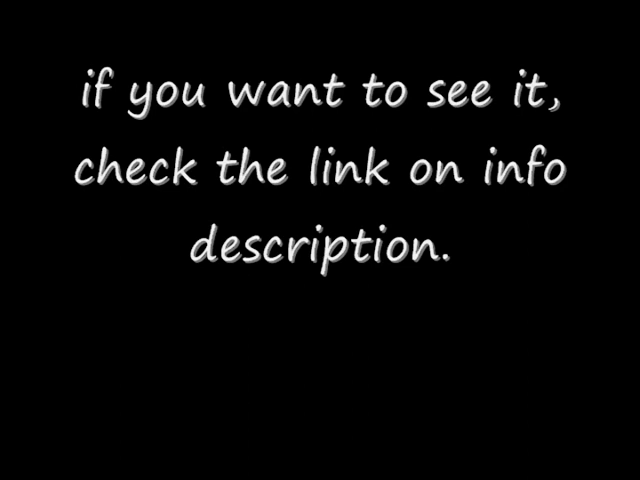 if you want to see it,
check the link on info
description.